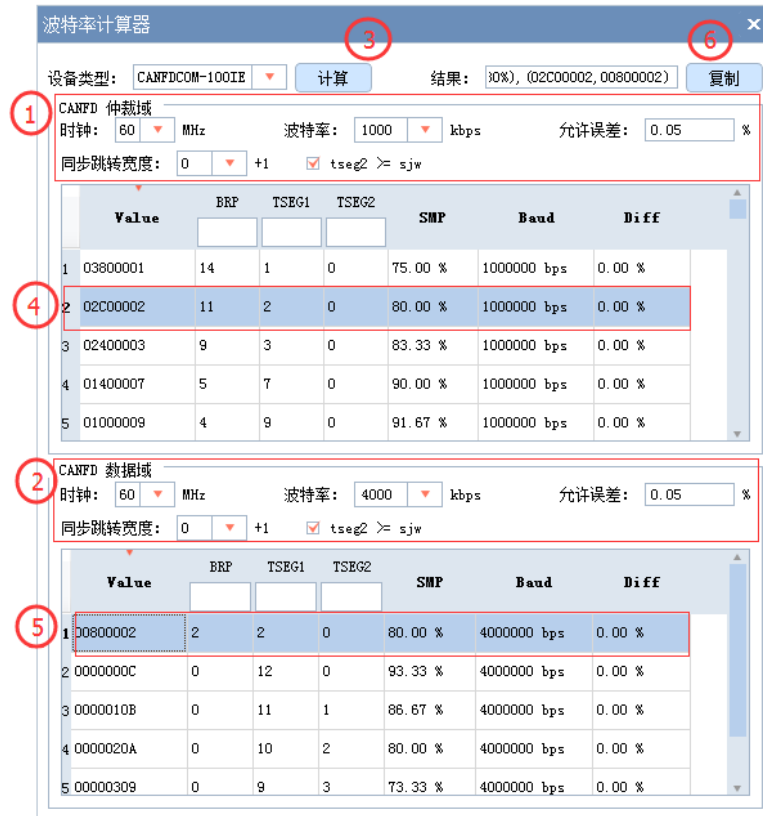 波特率计算器 ×
3 6
设备类型： CANFDCOM-100IE 计算 结果： 30%), (02C00002,00800002) 复制
1
CANFD 仲裁域
时钟： 60 MHz 波特率： 1000 kbps 允许误差： 0.05 %
同步跳转宽度： 0 +1 tseg2 >= sjw
Value BRP TSEG1 TSEG2 SMP Baud Diff
1 03800001 14 1 0 75.00 % 1000000 bps 0.00 %
4
2 02C00002 11 2 0 80.00 % 1000000 bps 0.00 %
3 02400003 9 3 0 83.33 % 1000000 bps 0.00 %
4 01400007 5 7 0 90.00 % 1000000 bps 0.00 %
5 01000009 4 9 0 91.67 % 1000000 bps 0.00 %
2
CANFD 数据域
时钟： 60 MHz 波特率： 4000 kbps 允许误差： 0.05 %
同步跳转宽度： 0 +1 tseg2 >= sjw
Value BRP TSEG1 TSEG2 SMP Baud Diff
5
1 00800002 2 2 0 80.00 % 4000000 bps 0.00 %
2 0000000C 0 12 0 93.33 % 4000000 bps 0.00 %
3 0000010B 0 11 1 86.67 % 4000000 bps 0.00 %
4 0000020A 0 10 2 80.00 % 4000000 bps 0.00 %
5 00000309 0 9 3 73.33 % 4000000 bps 0.00 %